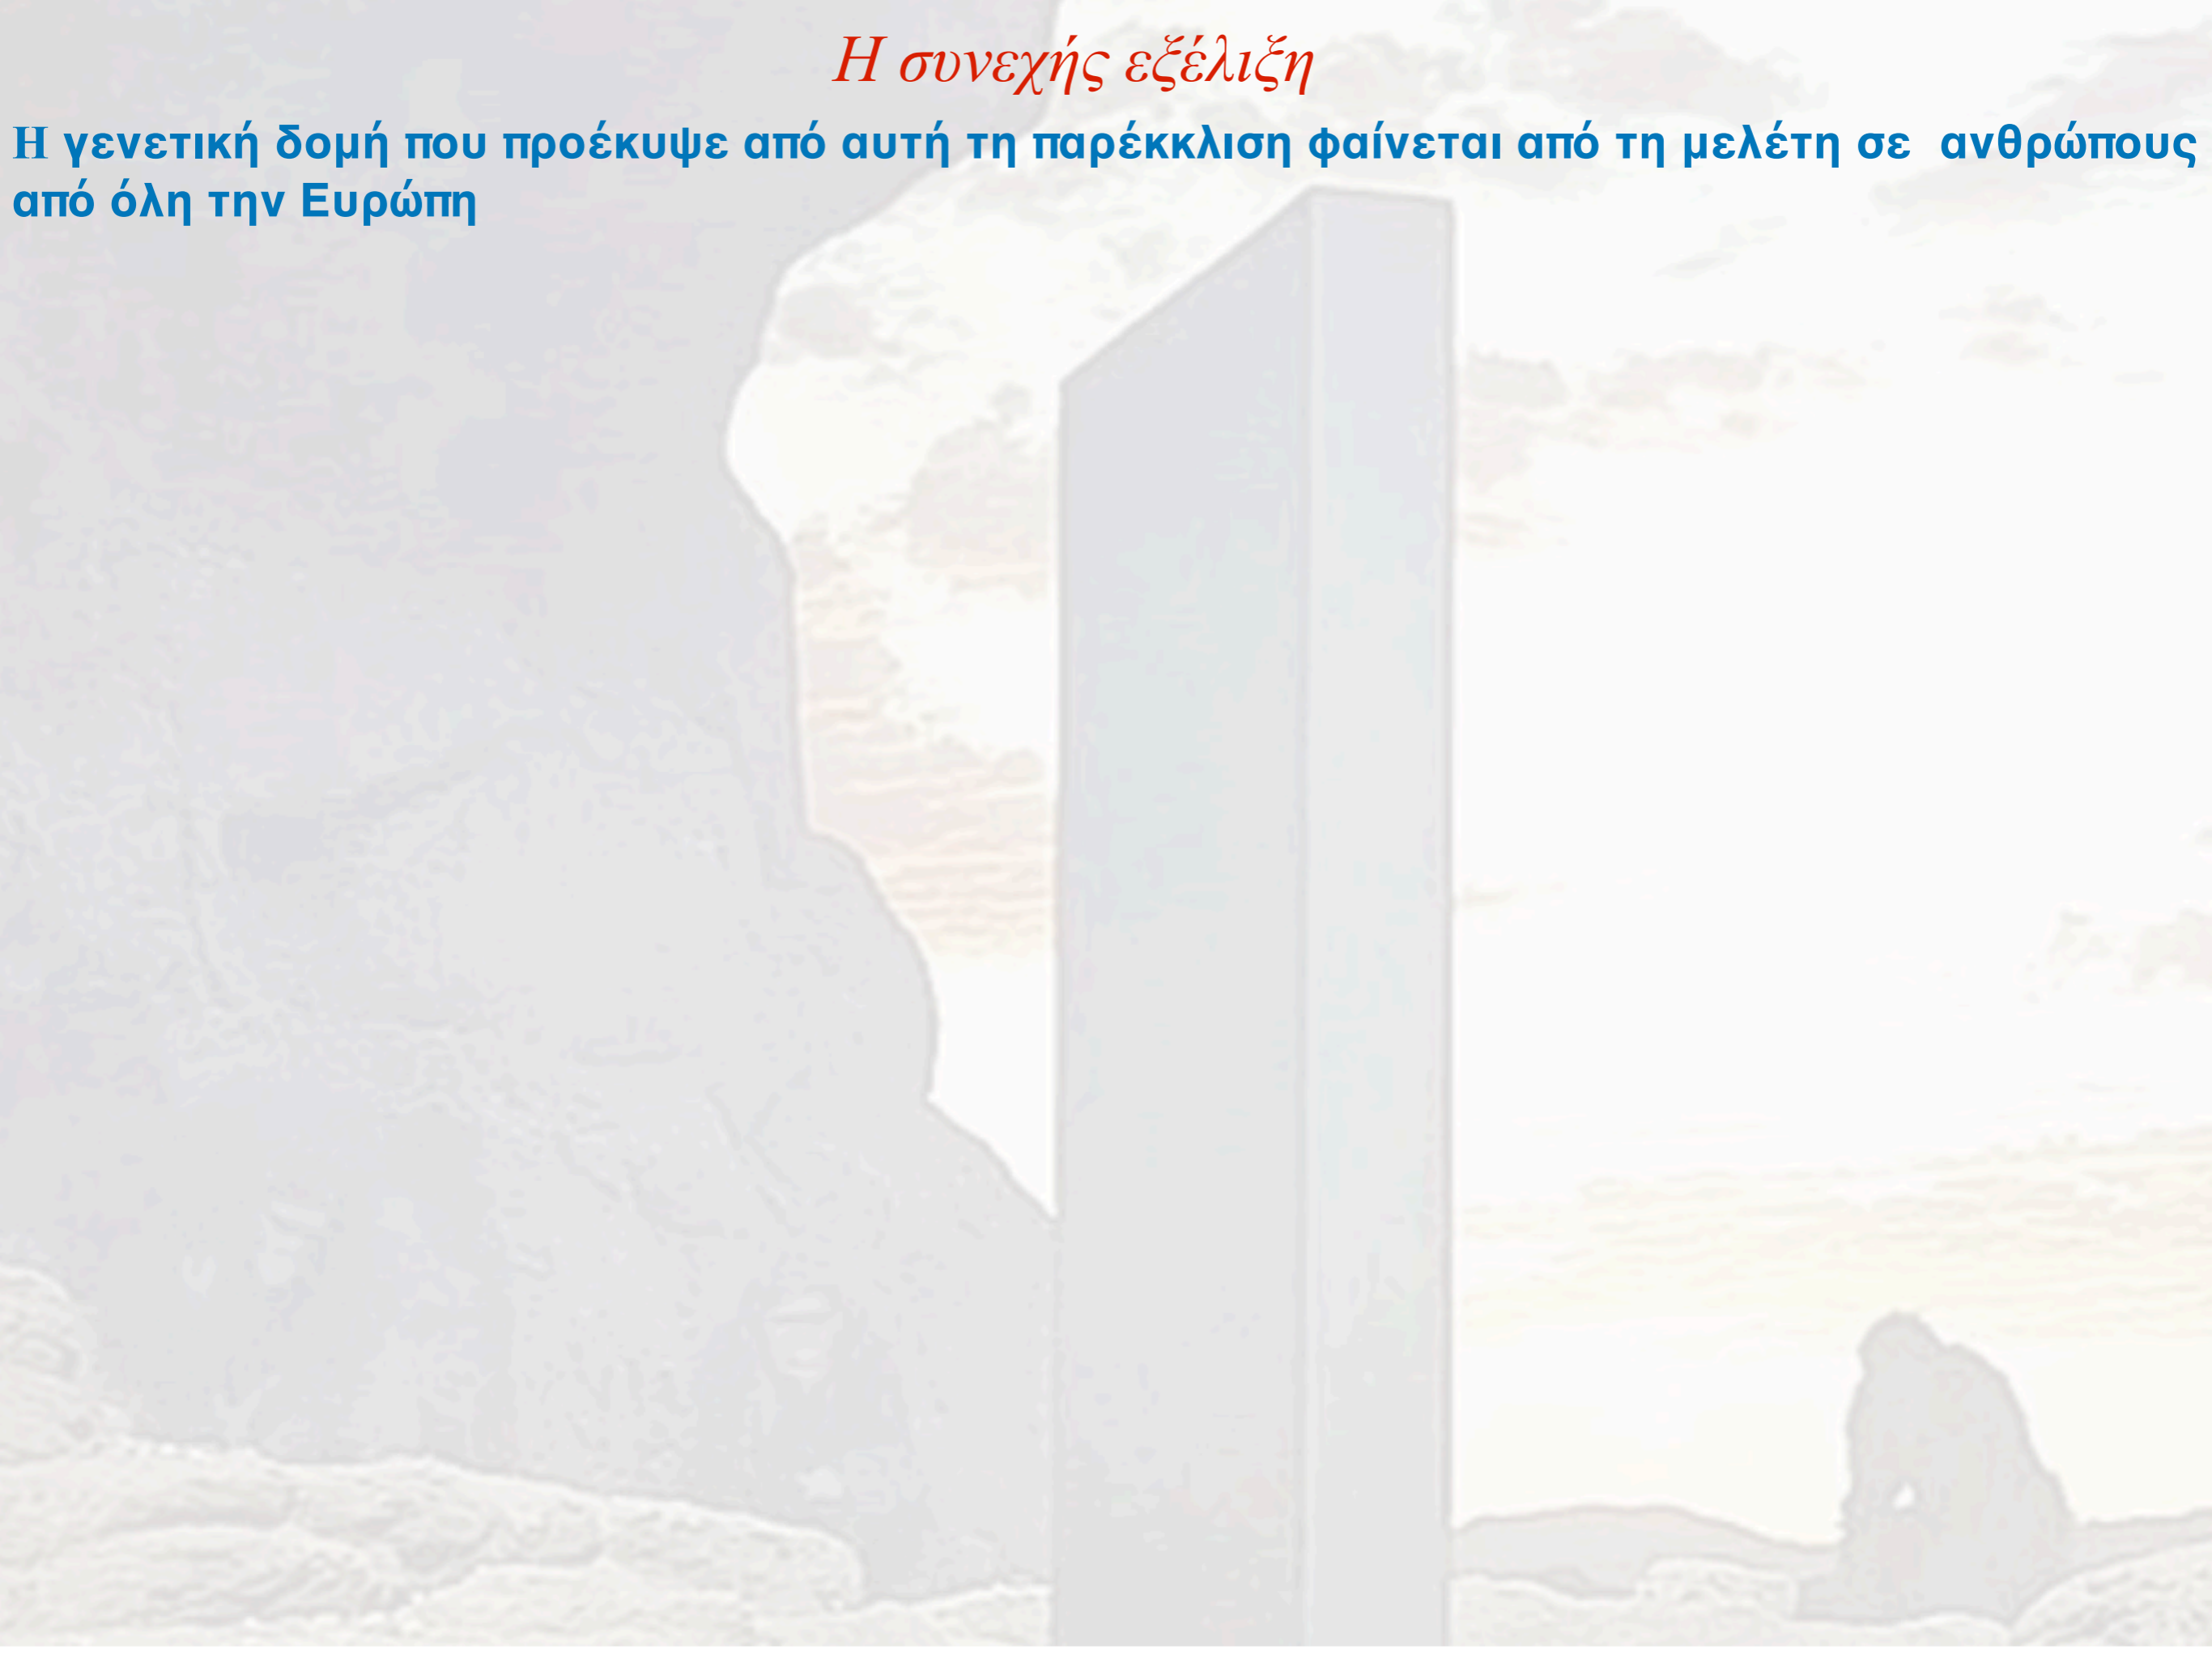 Η συνεχής εξέλιξη
Η γενετική δομή που προέκυψε από αυτή τη παρέκκλιση φαίνεται από τη μελέτη σε ανθρώπους
από όλη την Ευρώπη